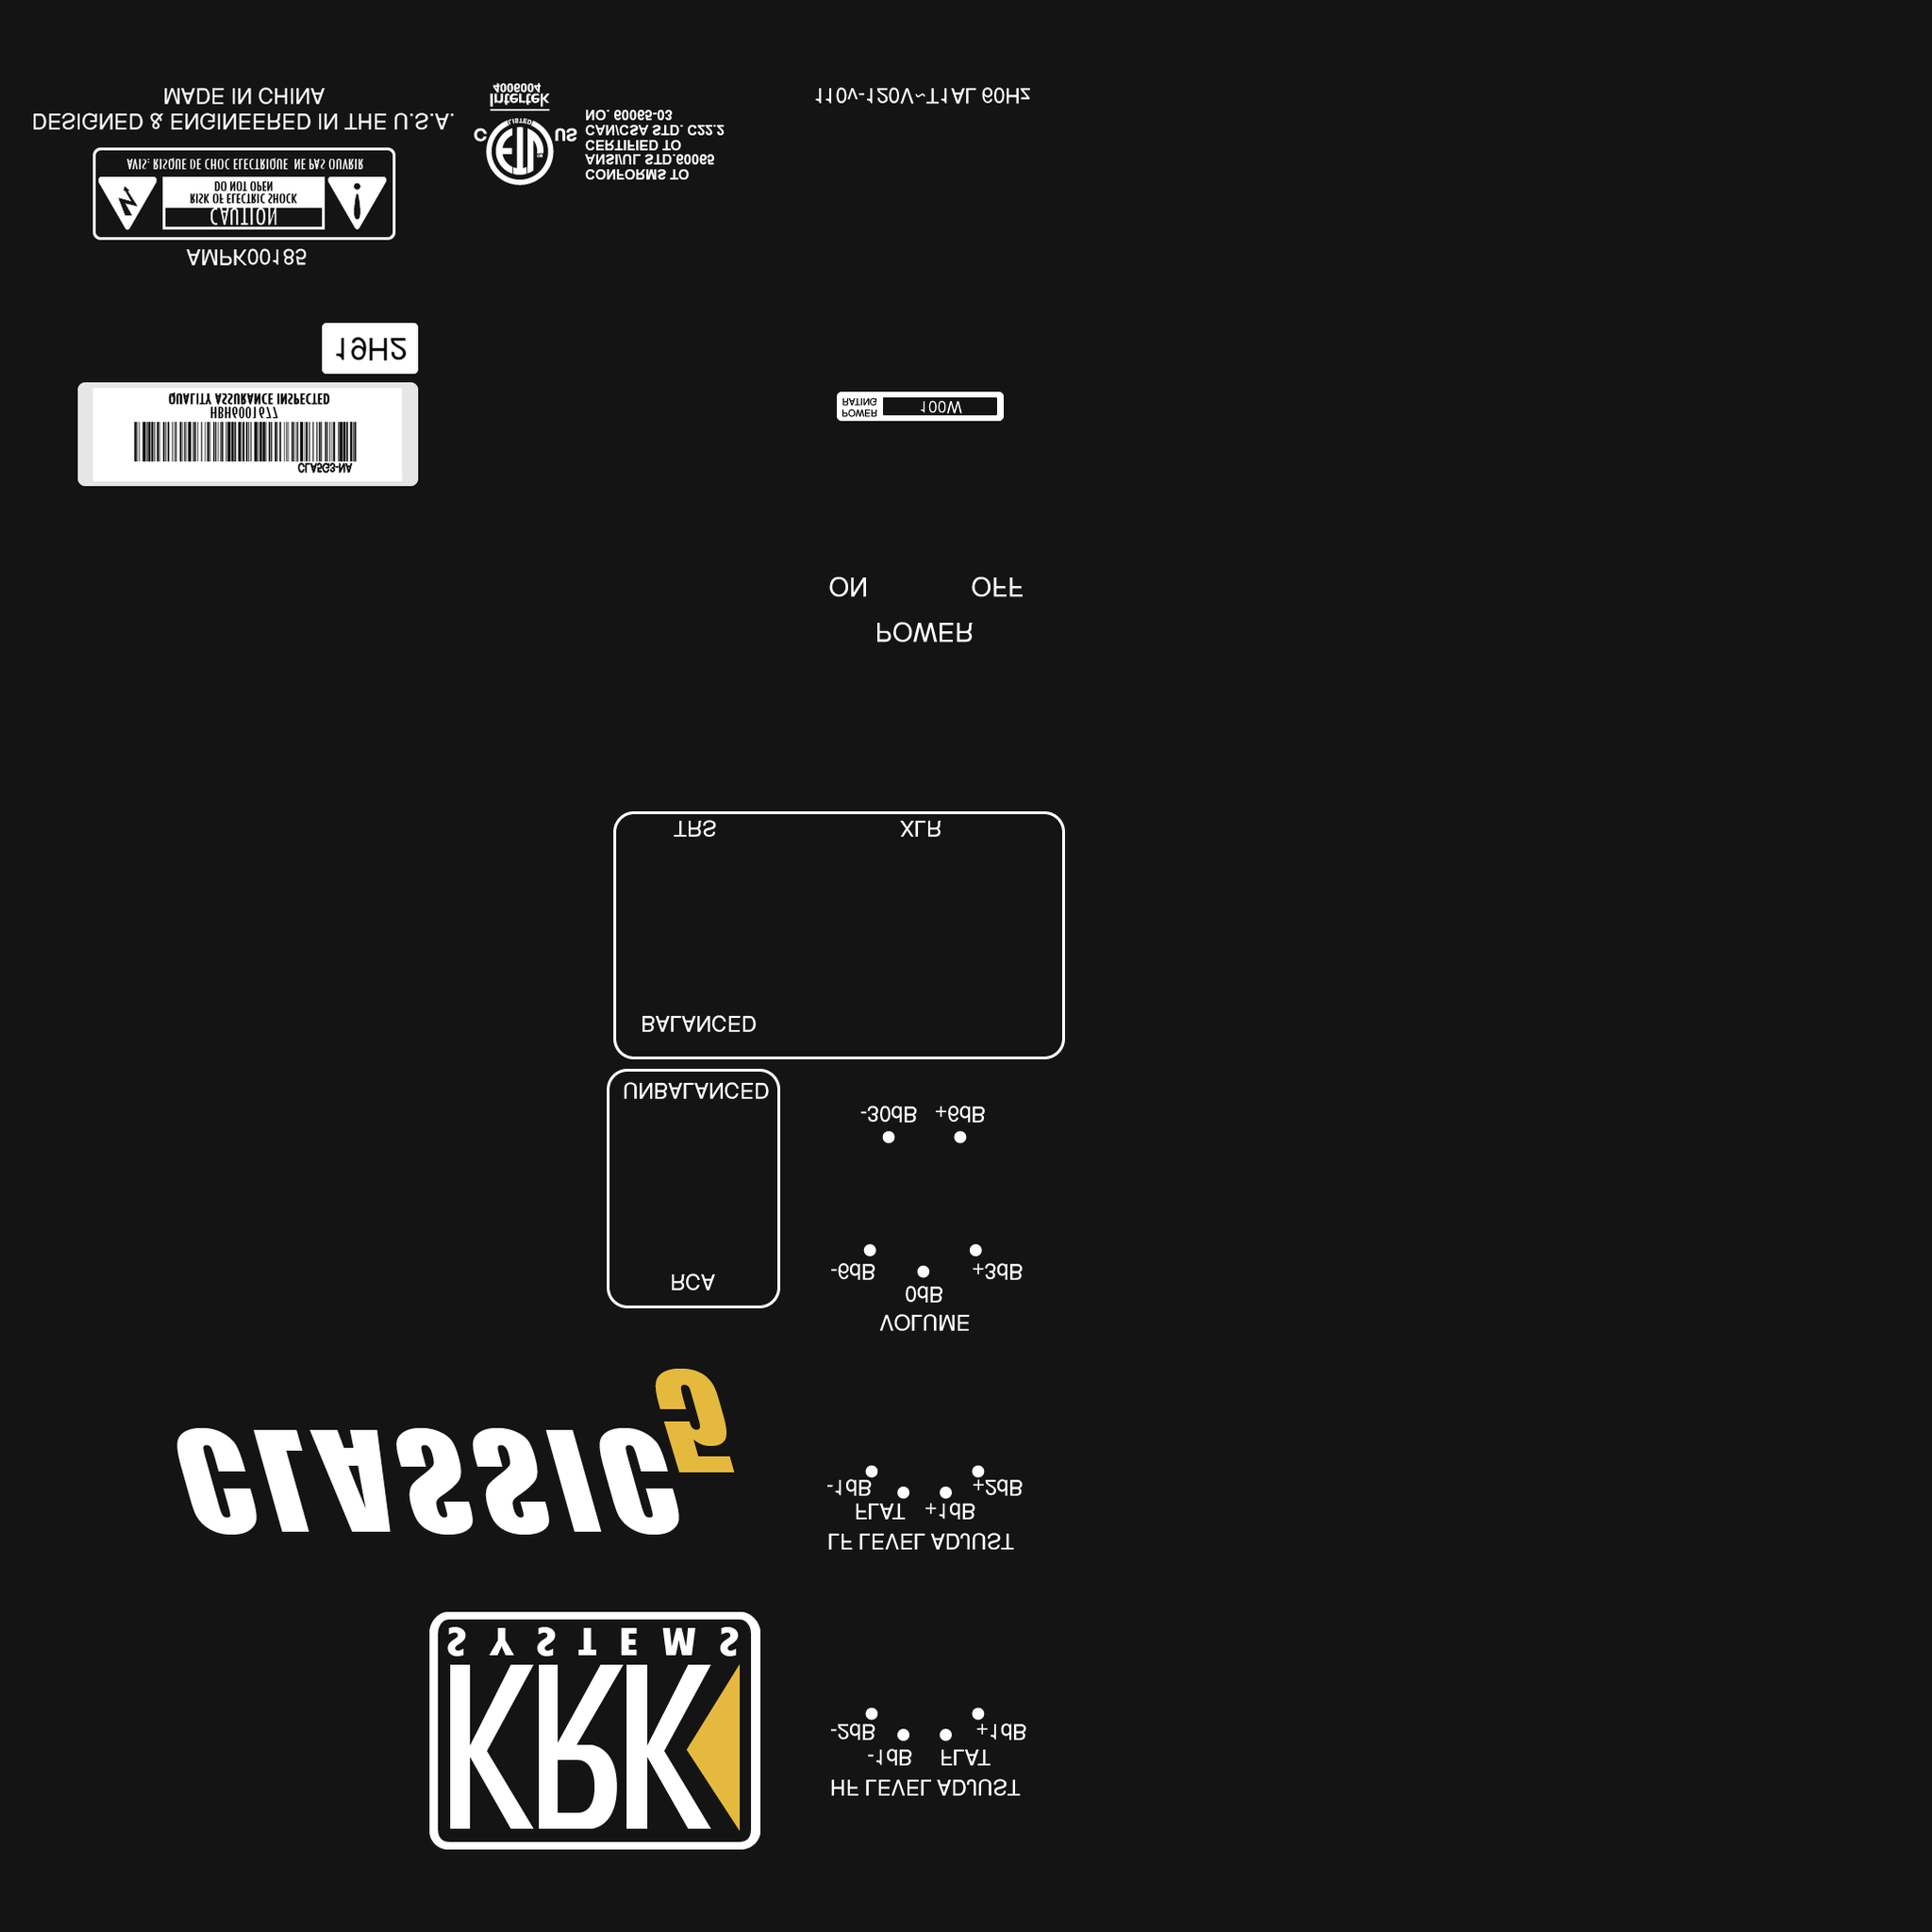 KRK
SYSTEMS
HF LEVEL ADJUST
-1dB FLAT
-2dB +1dB
CLASSIC 5
LF LEVEL ADJUST
FLAT +1dB
-1dB +2dB
VOLUME
0dB
-6dB +3dB
-30dB +6dB
RCA
UNBALANCED
BALANCED
TRS XLR
POWER
ON OFF
CLA5G3-NA
HBH6001677
QUALITY ASSURANCE INSPECTED
19H2
POWER
RATING
100W
AMPK00185
CAUTION
RISK OF ELECTRIC SHOCK
DO NOT OPEN
AVIS: RISQUE DE CHOC ELECTRIQUE NE PAS OUVRIR
DESIGNED & ENGINEERED IN THE U.S.A.
MADE IN CHINA
C ETL US
LISTED
Intertek
4006004
CONFORMS TO
ANSI/UL STD.60065
CERTIFIED TO
CAN/CSA STD. C22.2
NO. 60065-03
110v-120V~T1AL 60Hz